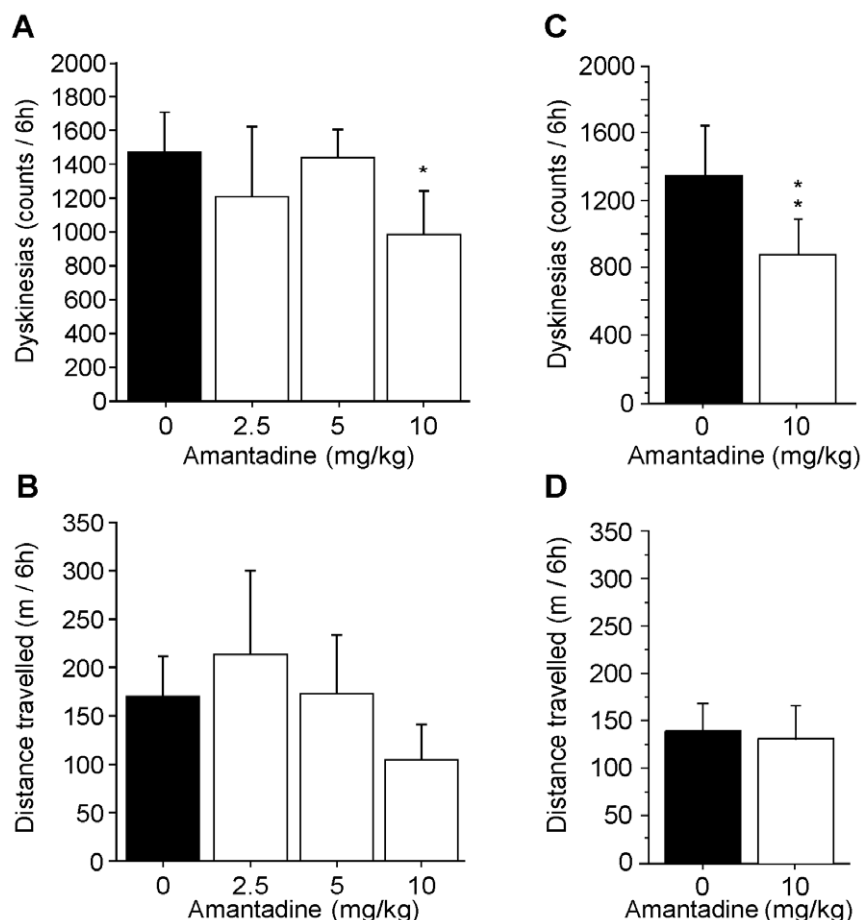 A
Dyskinesias (counts / 6h)
2000
1800
1600
1400
1200
1000
800
600
400
200
0
*
0 2.5 5 10
Amantadine (mg/kg)
C
Dyskinesias (counts / 6h)
2000
1600
1200
800
400
0
*
*
0 10
Amantadine (mg/kg)
B
Distance travelled (m / 6h)
350
300
250
200
150
100
50
0
0 2.5 5 10
Amantadine (mg/kg)
D
Distance travelled (m / 6h)
350
300
250
200
150
100
50
0
0 10
Amantadine (mg/kg)